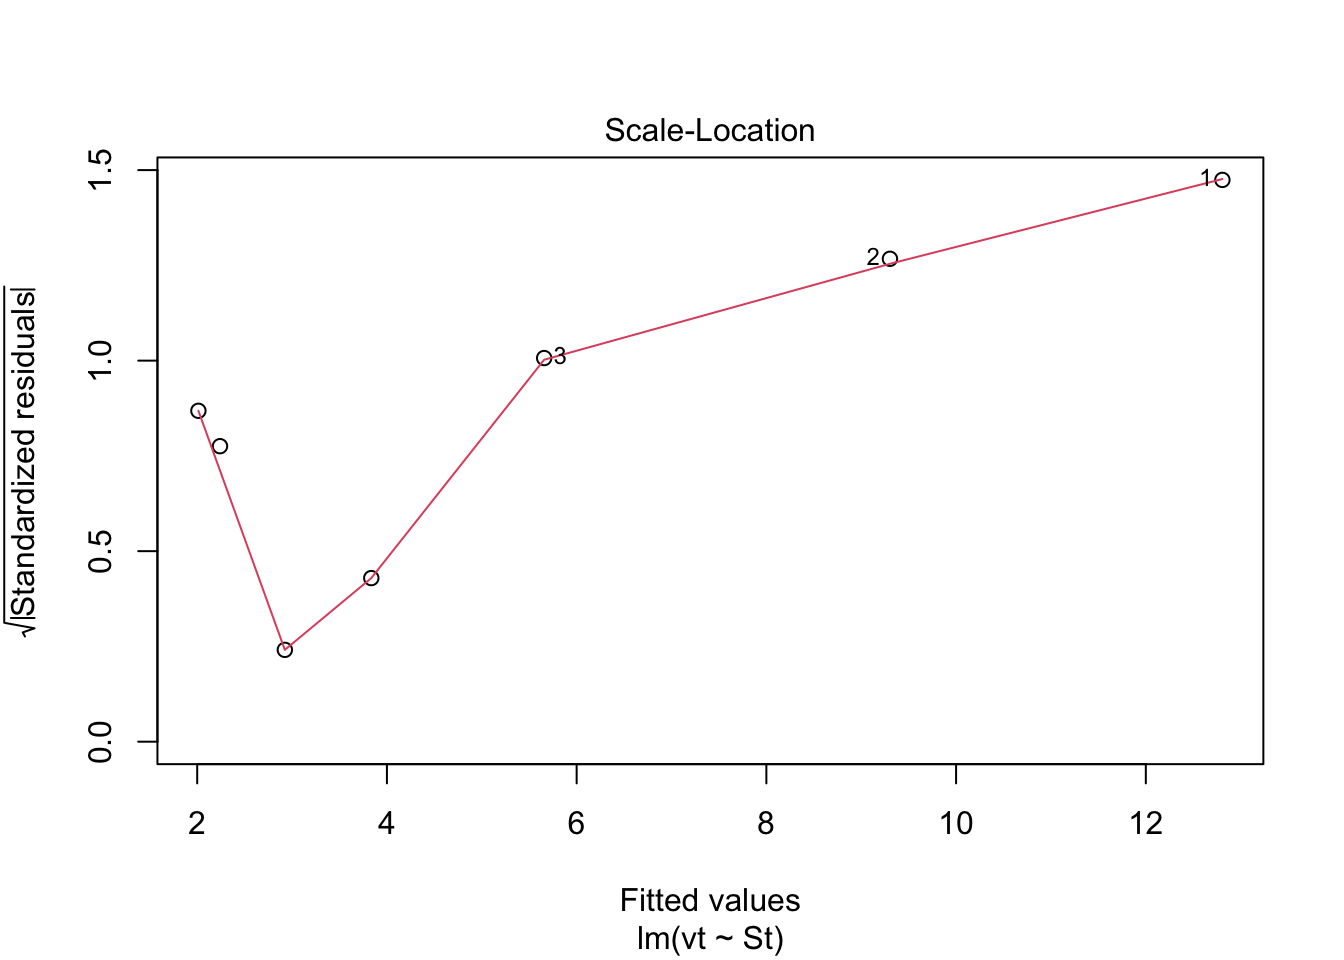 Scale-Location
√|Standardized residuals|
1.5
1.0
0.5
0.0
1
2
3
2 4 6 8 10 12
Fitted values
lm(vt ~ St)